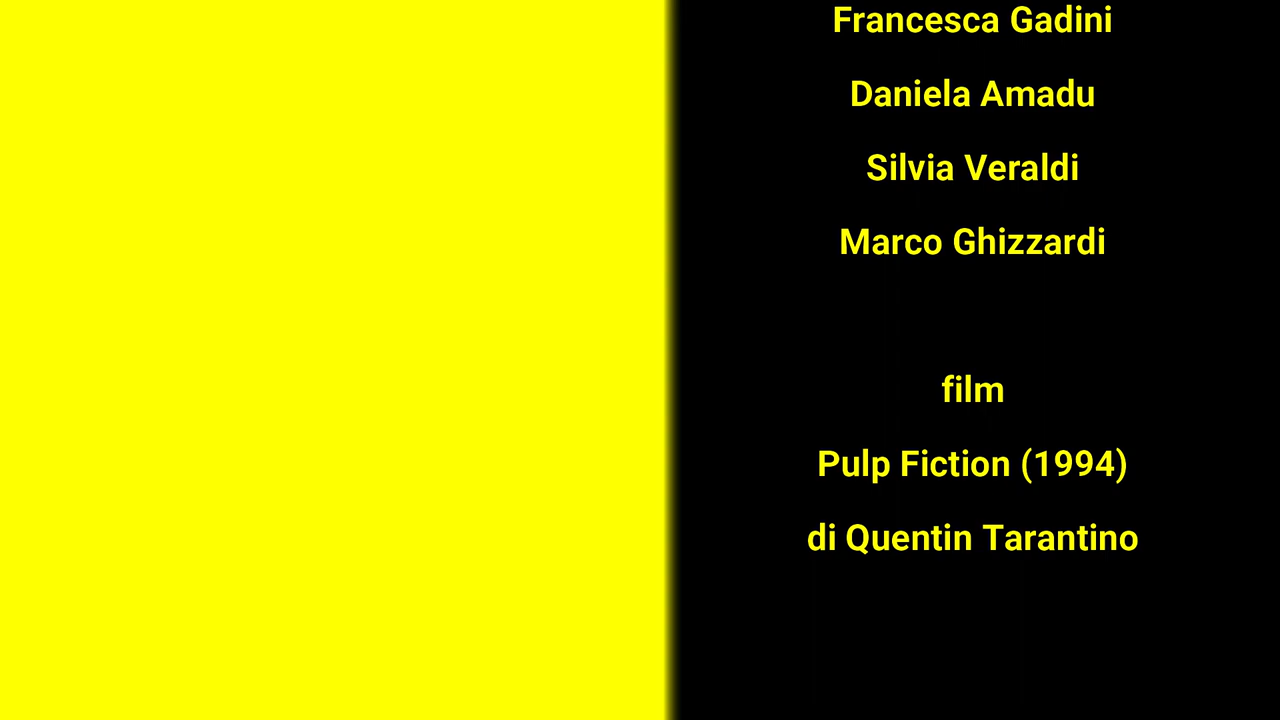 Francesca Gadini
Daniela Amadu
Silvia Veraldi
Marco Ghizzardi
film
Pulp Fiction (1994)
di Quentin Tarantino